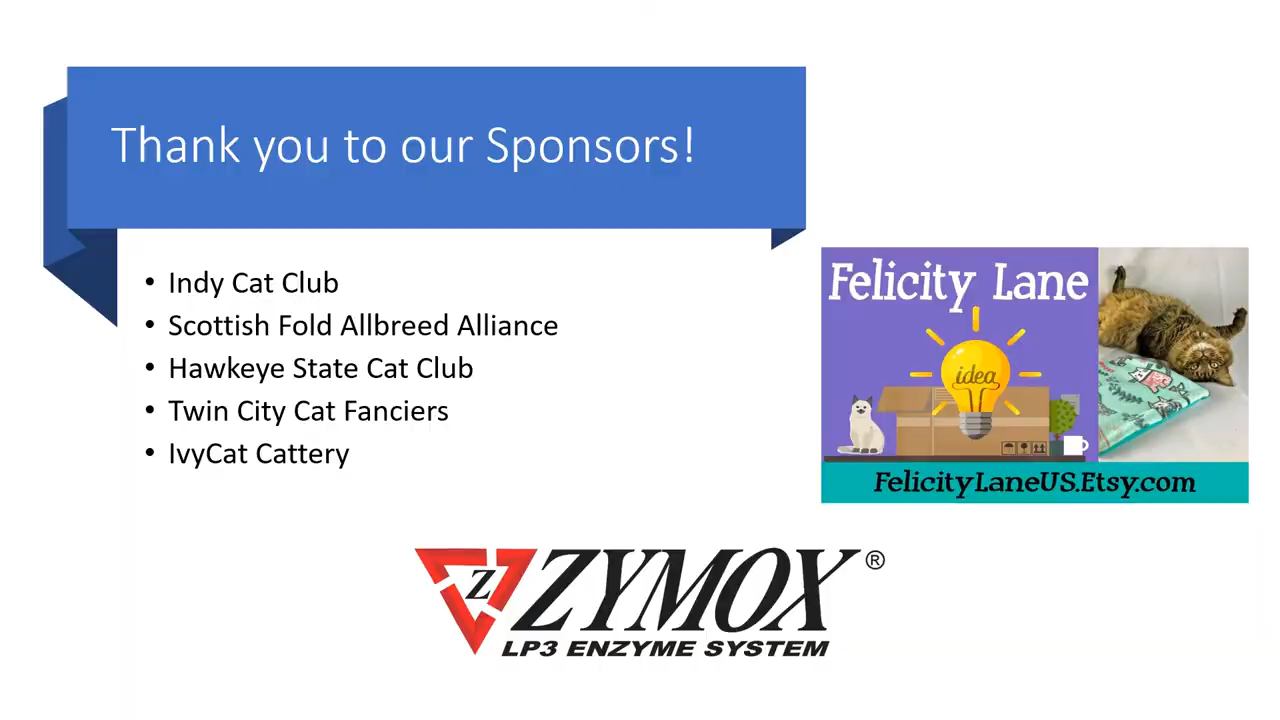 Thank you to our Sponsors!
• Indy Cat Club
• Scottish Fold Allbreed Alliance
• Hawkeye State Cat Club
• Twin City Cat Fanciers
• IvyCat Cattery
Felicity Lane
idea
FelicityLaneUS.Etsy.com
Z
ZYMOX®
LP3 ENZYME SYSTEM